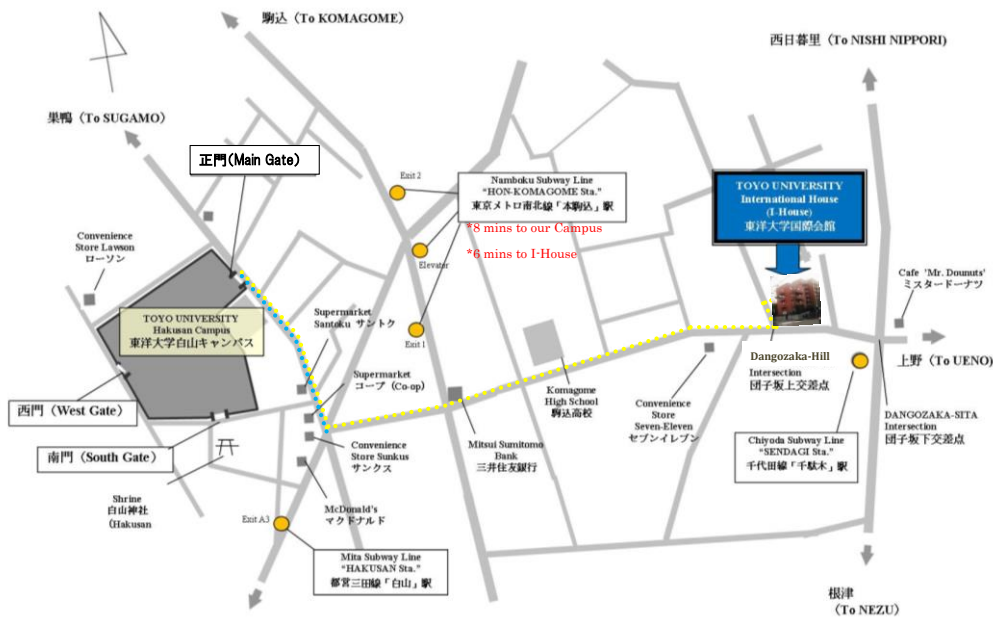 駒込（To KOMAGOME）
西日暮里（To NISHI NIPPORI)
巣鴨（To SUGAMO）
正門(Main Gate)
Exit 2
Namboku Subway Line
"HON-KOMAGOME Sta."
東京メトロ南北線「本駒込」駅
*8 mins to our Campus
*6 mins to I-House
TOYO UNIVERSITY
International House
(I-House)
東洋大学国際会館
Convenience
Store Lawson
ローソン
Elevater
Cafe 'Mr. Dounuts'
ミスタードーナツ
TOYO UNIVERSITY
Hakusan Campus
東洋大学白山キャンパス
Supermarket
Santoku サントク
Exit 1
Dangozaka-Hill
Intersection
団子坂上交差点
上野（To UENO)
Supermarket
コープ（Co-op)
Komagome
High School
駒込高校
西門（West Gate）
Convenience
Store
Seven-Eleven
セブンイレブン
DANGOZAKA-SITA
Intersection
団子坂下交差点
南門（South Gate）
Convenience
Store Sunkus
サンクス
Mitsui Sumitomo
Bank
三井住友銀行
Chiyoda Subway Line
"SENDAGI Sta."
千代田線「千駄木」駅
Shrine
白山神社
(Hakusan
McDonald's
マクドナルド
Exit A3
Mita Subway Line
"HAKUSAN Sta."
都営三田線「白山」駅
根津
（To NEZU）